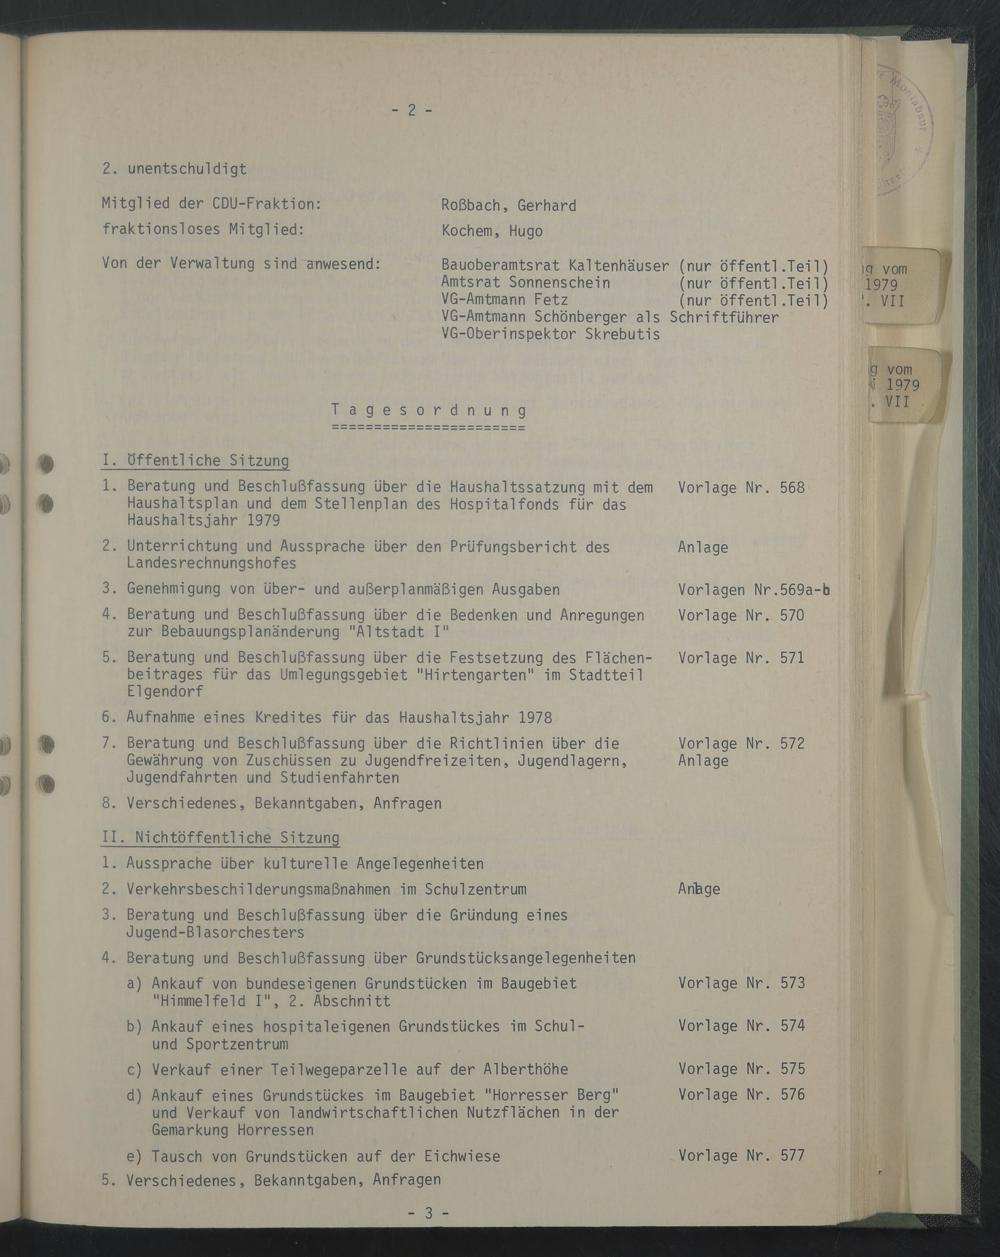 - 2 -
2. unentschuldigt
Mitglied der CDU-Fraktion: Roßbach, Gerhard
fraktionsloses Mitglied: Kochem, Hugo
Von der Verwaltung sind anwesend: Bauoberamtsrat Kaltenhäuser (nur öffentl.Teil)
Amtsrat Sonnenschein (nur öffentl.Teil)
VG-Amtmann Fetz (nur öffentl.Teil)
VG-Amtmann Schönberger als Schriftführer
VG-Oberinspektor Skrebutis
T a g e s o r d n u n g
=======================
I. Öffentliche Sitzung
1. Beratung und Beschlußfassung über die Haushaltssatzung mit dem Vorlage Nr. 568
Haushaltsplan und dem Stellenplan des Hospitalfonds für das
Haushaltsjahr 1979
2. Unterrichtung und Aussprache über den Prüfungsbericht des Anlage
Landesrechnungshofes
3. Genehmigung von über- und außerplanmäßigen Ausgaben Vorlagen Nr.569a-b
4. Beratung und Beschlußfassung über die Bedenken und Anregungen Vorlage Nr. 570
zur Bebauungsplanänderung "Altstadt I"
5. Beratung und Beschlußfassung über die Festsetzung des Flächen- Vorlage Nr. 571
beitrages für das Umlegungsgebiet "Hirtengarten" im Stadtteil
Elgendorf
6. Aufnahme eines Kredites für das Haushaltsjahr 1978
7. Beratung und Beschlußfassung über die Richtlinien über die Vorlage Nr. 572
Gewährung von Zuschüssen zu Jugendfreizeiten, Jugendlagern, Anlage
Jugendfahrten und Studienfahrten
8. Verschiedenes, Bekanntgaben, Anfragen
II. Nichtöffentliche Sitzung
1. Aussprache über kulturelle Angelegenheiten
2. Verkehrsbeschilderungsmaßnahmen im Schulzentrum Anlage
3. Beratung und Beschlußfassung über die Gründung eines
Jugend-Blasorchesters
4. Beratung und Beschlußfassung über Grundstücksangelegenheiten
a) Ankauf von bundeseigenen Grundstücken im Baugebiet Vorlage Nr. 573
"Himmelfeld I", 2. Abschnitt
b) Ankauf eines hospitaleigenen Grundstückes im Schul- Vorlage Nr. 574
und Sportzentrum
c) Verkauf einer Teilwegeparzelle auf der Alberthöhe Vorlage Nr. 575
d) Ankauf eines Grundstückes im Baugebiet "Horresser Berg" Vorlage Nr. 576
und Verkauf von landwirtschaftlichen Nutzflächen in der
Gemarkung Horressen
e) Tausch von Grundstücken auf der Eichwiese Vorlage Nr. 577
5. Verschiedenes, Bekanntgaben, Anfragen
- 3 -
Montabaur
vom
1979
. VII
g vom
1979
. VII